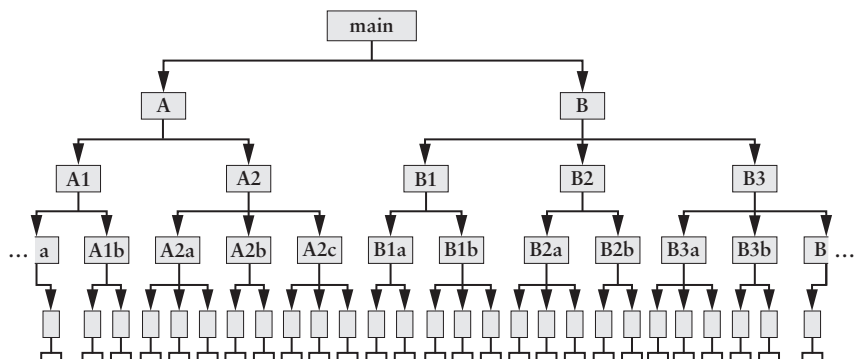 main
A B
A1 A2 B1 B2 B3
... a A1b A2a A2b A2c B1a B1b B2a B2b B3a B3b B ...